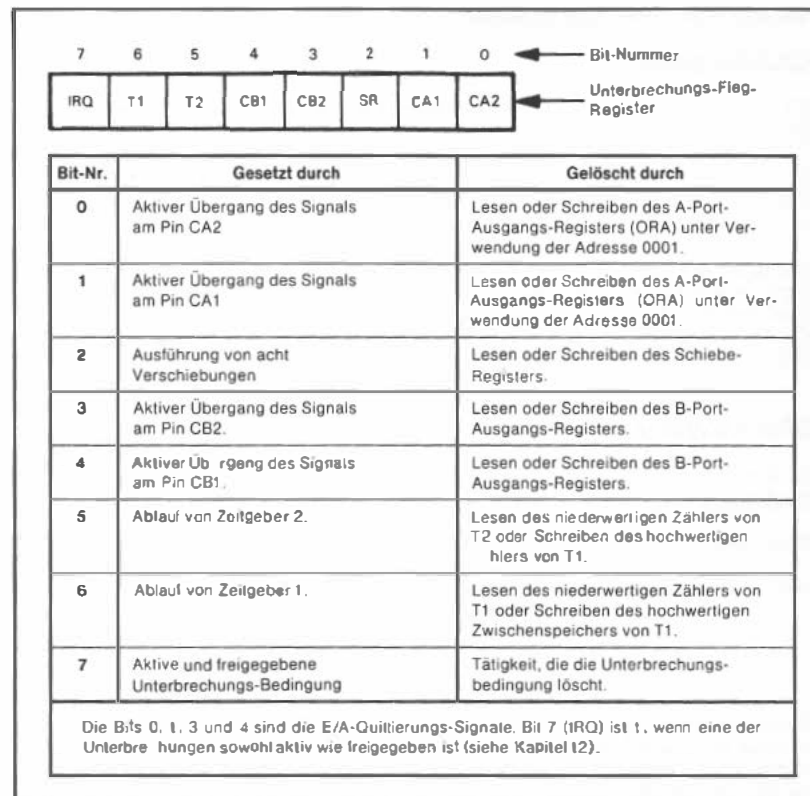 7 6 5 4 3 2 1 0 Bit-Nummer
IRQ T1 T2 CB1 CB2 SR CA1 CA2 Unterbrechungs-Flag-
Register
Bit-Nr. Gesetzt durch Gelöscht durch
0 Aktiver Übergang des Signals Lesen oder Schreiben des A-Port-
am Pin CA2 Ausgangs-Registers (ORA) unter Ver-
wendung der Adresse 0001.
1 Aktiver Übergang des Signals Lesen oder Schreiben des A-Port-
am Pin CA1 Ausgangs-Registers (ORA) unter Ver-
wendung der Adresse 0001.
2 Ausführung von acht Lesen oder Schreiben des Schiebe-
Verschiebungen Registers.
3 Aktiver Übergang des Signals Lesen oder Schreiben des B-Port-
am Pin CB2. Ausgangs-Registers.
4 Aktiver Üb rgang des Signals Lesen oder Schreiben des B-Port-
am Pin CB1. Ausgangs-Registers.
5 Ablauf von Zeitgeber 2. Lesen des niederwertigen Zählers von
T2 oder Schreiben des hochwertigen
hlers von T1.
6 Ablauf von Zeitgeber 1. Lesen des niederwertigen Zählers von
T1 oder Schreiben des hochwertigen
Zwischenspeichers von T1.
7 Aktive und freigegebene Tätigkeit, die die Unterbrechungs-
Unterbrechungs-Bedingung bedingung löscht.
Die Bits 0, 1, 3 und 4 sind die E/A-Quittierungs-Signale. Bit 7 (IRQ) ist 1, wenn eine der
Unterbre hungen sowohl aktiv wie freigegeben ist (siehe Kapitel 12).